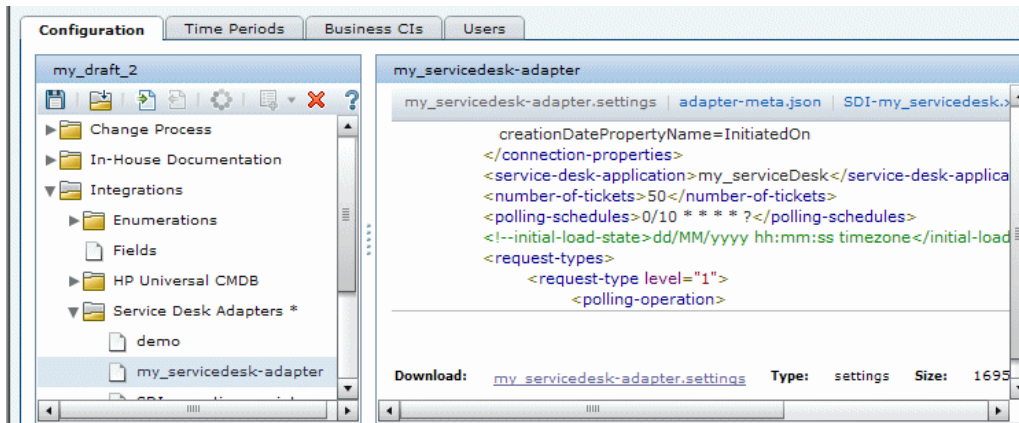 Configuration Time Periods Business CIs Users
my_draft_2
?
Change Process
In-House Documentation
Integrations
Enumerations
Fields
HP Universal CMDB
Service Desk Adapters *
demo
my_servicedesk-adapter
my_servicedesk-adapter
my_servicedesk-adapter.settings | adapter-meta.json | SDI-my_servicedesk.x
creationDatePropertyName=InitiatedOn
</connection-properties>
<service-desk-application>my_serviceDesk</service-desk-applica
<number-of-tickets>50</number-of-tickets>
<polling-schedules>0/10 * * * * ?</polling-schedules>
<!--initial-load-state>dd/MM/yyyy hh:mm:ss timezone</initial-load
<request-types>
<request-type level="1">
<polling-operation>
Download: my_servicedesk-adapter.settings Type: settings Size: 1695